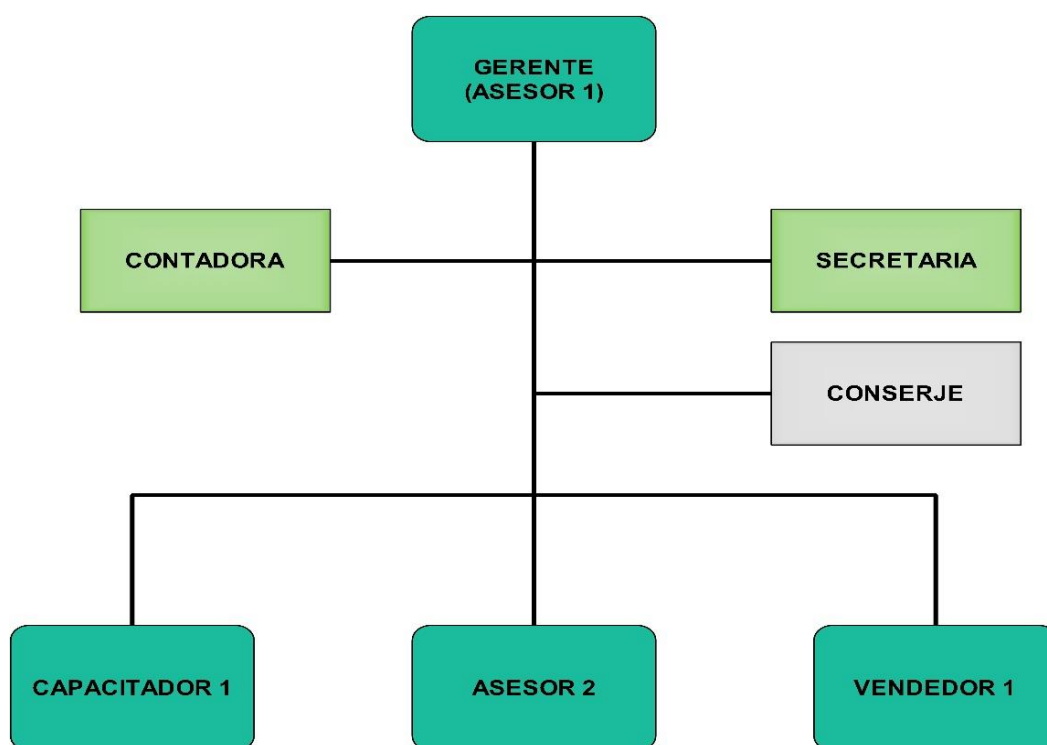 GERENTE
(ASESOR 1)
CONTADORA
SECRETARIA
CONSERJE
CAPACITADOR 1
ASESOR 2
VENDEDOR 1